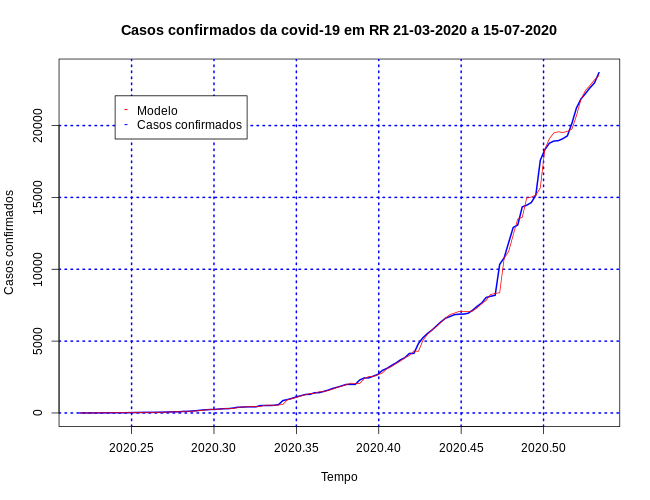 Casos confirmados da covid-19 em RR 21-03-2020 a 15-07-2020
Modelo
Casos confirmados
Casos confirmados
20000
15000
10000
5000
0
2020.25 2020.30 2020.35 2020.40 2020.45 2020.50
Tempo